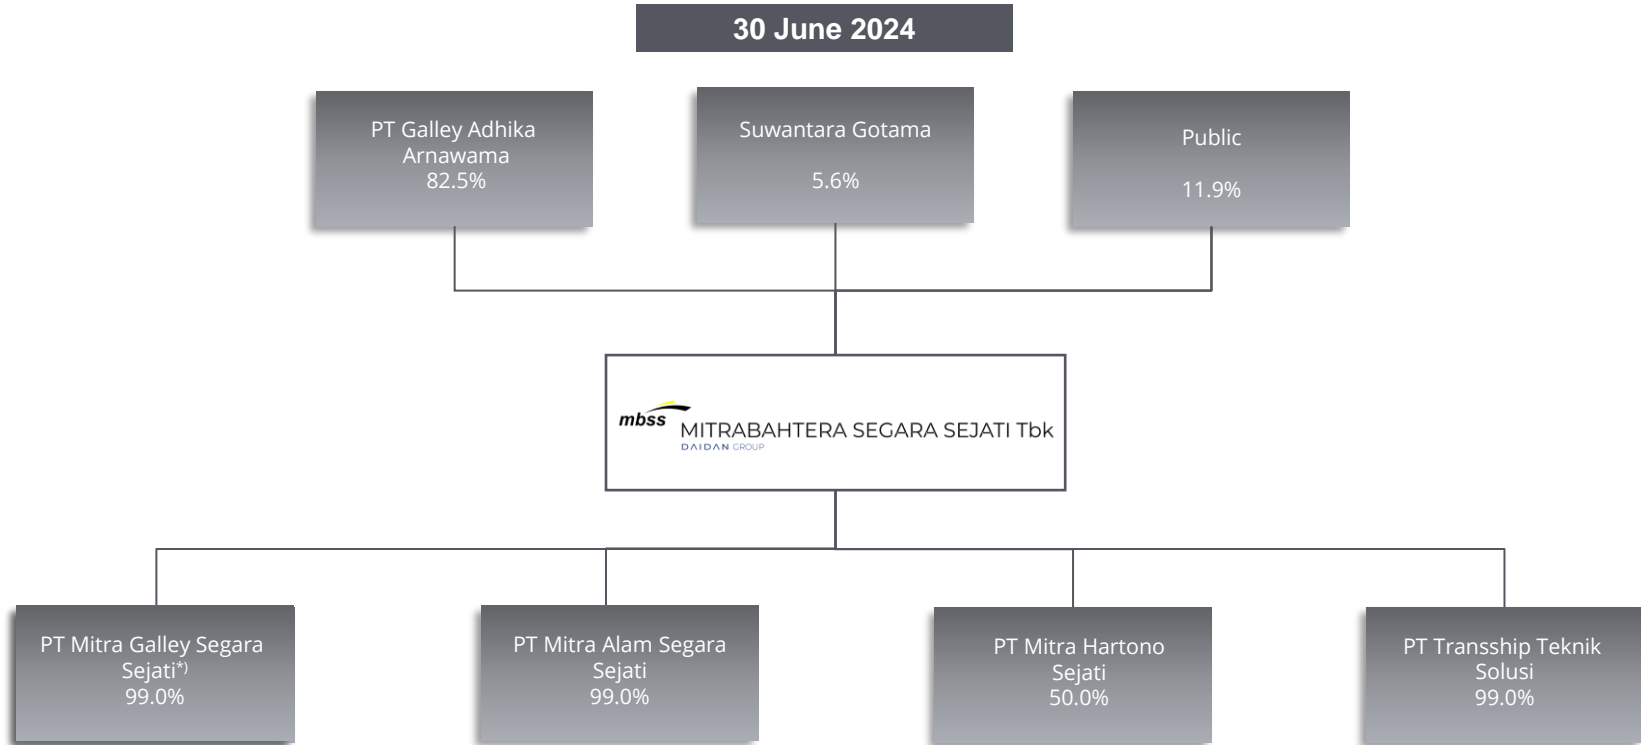 30 June 2024
PT Galley Adhika
Arnawama
82.5%
Suwantara Gotama
5.6%
Public
11.9%
mbss
MITRABAHTERA SEGARA SEJATI Tbk
DAIDAN GROUP
PT Mitra Galley Segara
Sejati*)
99.0%
PT Mitra Alam Segara
Sejati
99.0%
PT Mitra Hartono
Sejati
50.0%
PT Transship Teknik
Solusi
99.0%